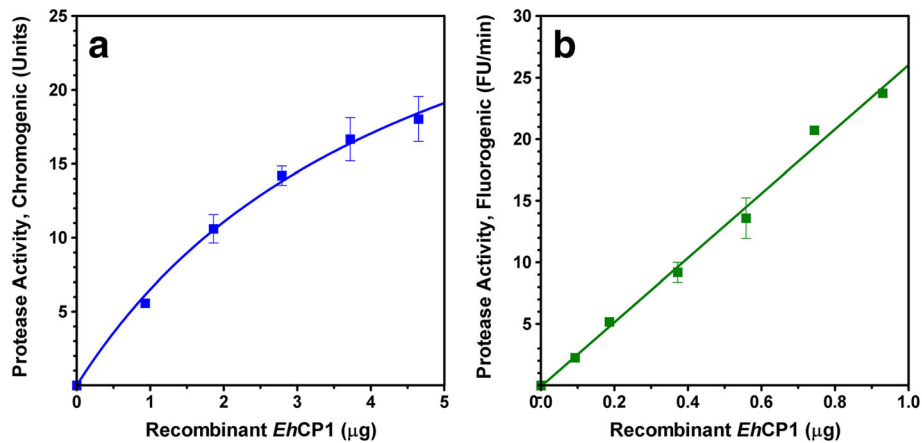 a
Protease Activity, Chromogenic (Units)
25
20
15
10
5
0
0 1 2 3 4 5
Recombinant EhCP1 (μg)
b
Protease Activity, Fluorogenic (FU/min)
30
25
20
15
10
5
0
0.0 0.2 0.4 0.6 0.8 1.0
Recombinant EhCP1 (μg)